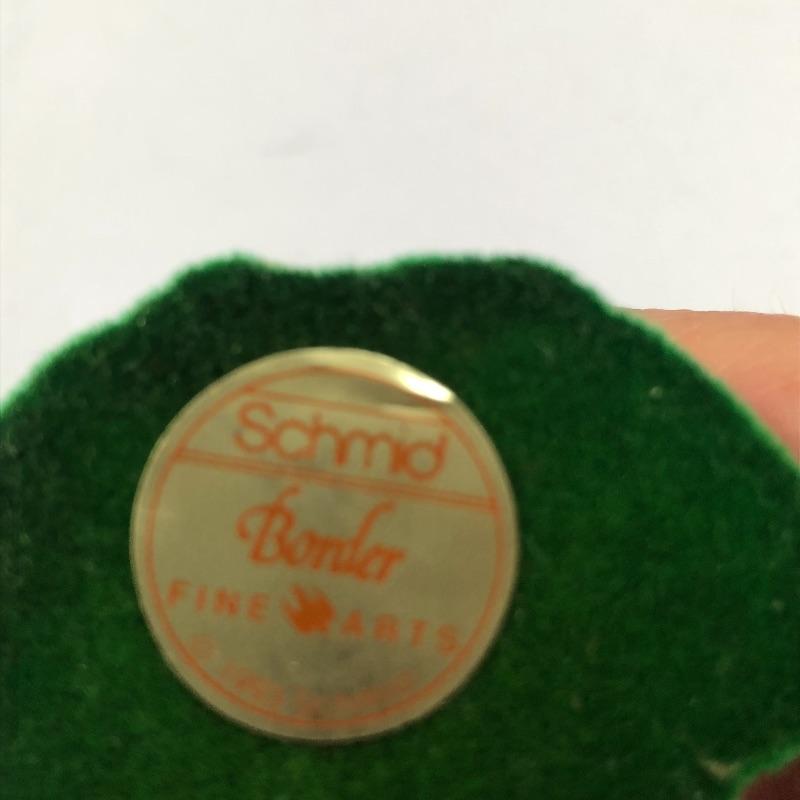 Schmid
Border
FINE ARTS